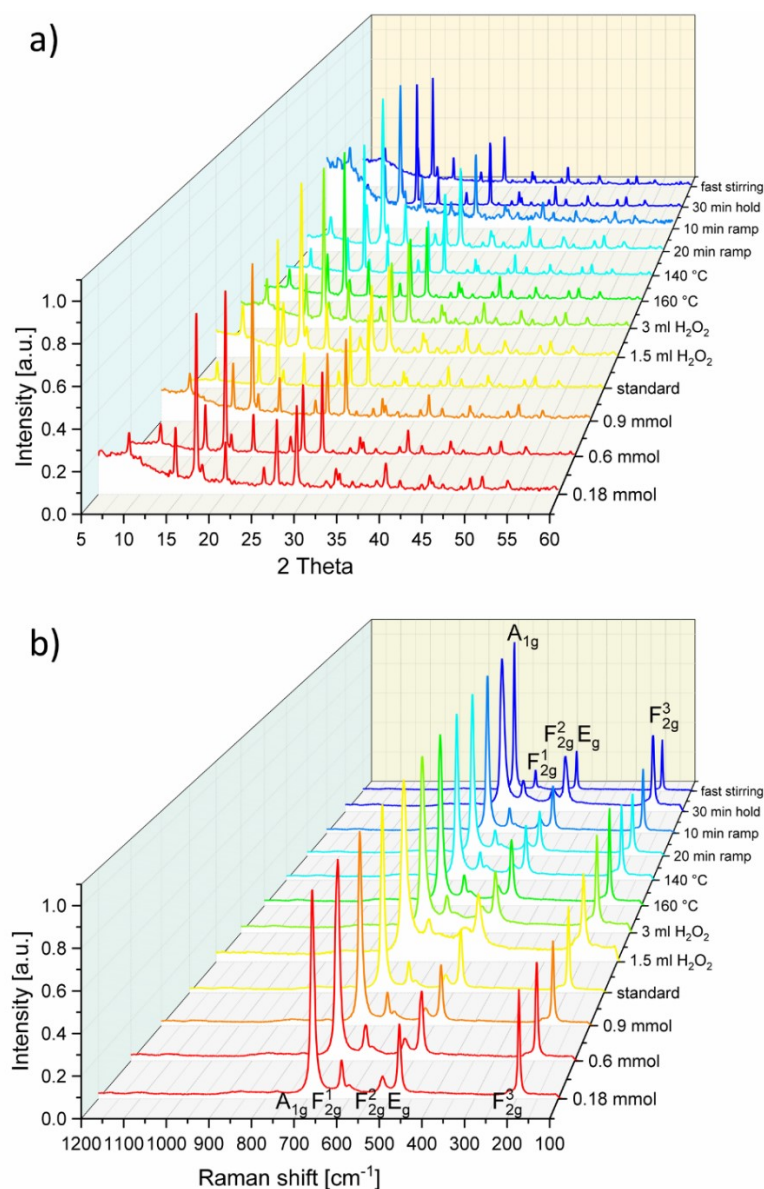 a)
1.0
0.8
0.6
0.4
0.2
0.0
Intensity [a.u.]
5 10 15 20 25 30 35 40 45 50 55 60
2 Theta
fast stirring
30 min hold
10 min ramp
20 min ramp
140 °C
160 °C
3 ml H₂O₂
1.5 ml H₂O₂
standard
0.9 mmol
0.6 mmol
0.18 mmol
b)
A₁g
F¹₂g
F²₂g Eg
F³₂g
1.0
0.8
0.6
0.4
0.2
0.0
Intensity [a.u.]
fast stirring
30 min hold
10 min ramp
20 min ramp
140 °C
160 °C
3 ml H₂O₂
1.5 ml H₂O₂
standard
0.9 mmol
0.6 mmol
0.18 mmol
A₁g F¹₂g F²₂g Eg F³₂g
1200 1100 1000 900 800 700 600 500 400 300 200 100
Raman shift [cm⁻¹]